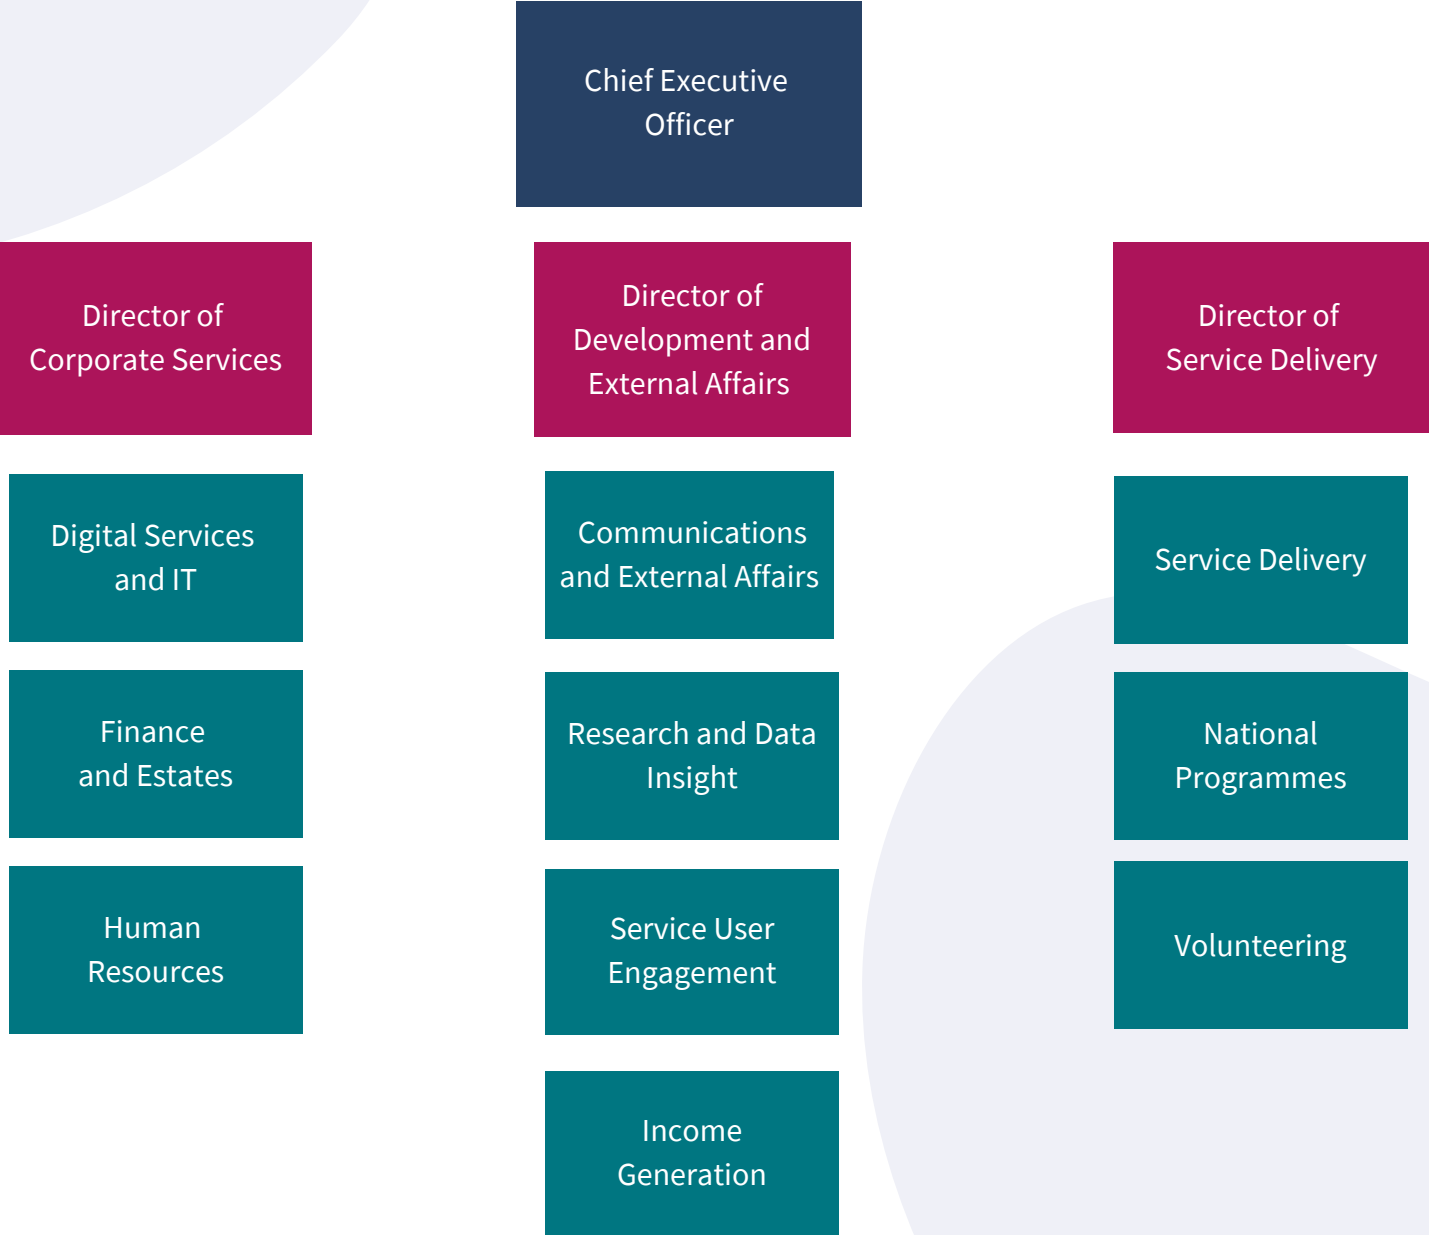 Chief Executive
Officer
Director of
Corporate Services
Director of
Development and
External Affairs
Director of
Service Delivery
Digital Services
and IT
Communications
and External Affairs
Service Delivery
Finance
and Estates
Research and Data
Insight
National
Programmes
Human
Resources
Service User
Engagement
Volunteering
Income
Generation